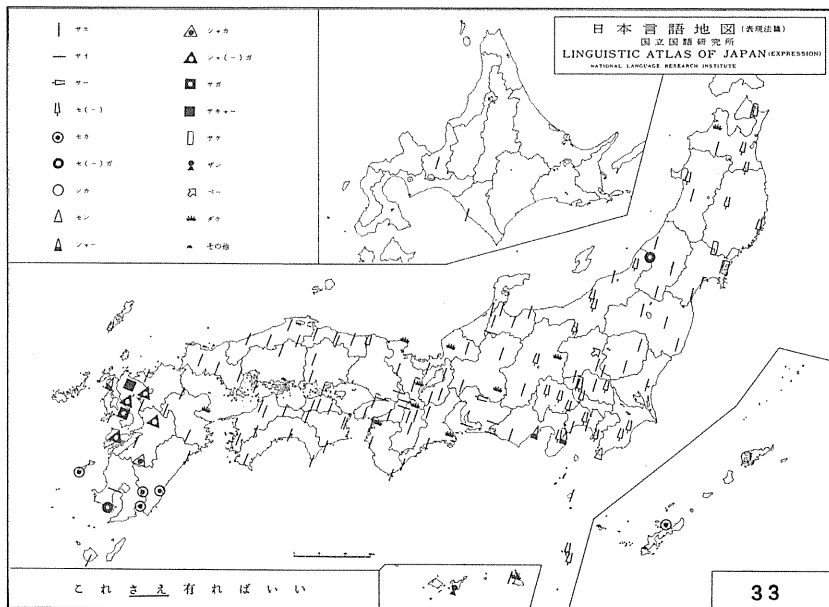 日本言語地図 (表現法篇)
国立国語研究所
LINGUISTIC ATLAS OF JAPAN (EXPRESSION)
NATIONAL LANGUAGE RESEARCH INSTITUTE
サエ
サイ
サー
セ(ー)
セカ
セ(ー)ガ
シカ
セン
シャー
シャカ
シャ(ー)ガ
サガ
サキャー
サケ
ザン
コー
ダケ
その他
これさえ有ればいい
33